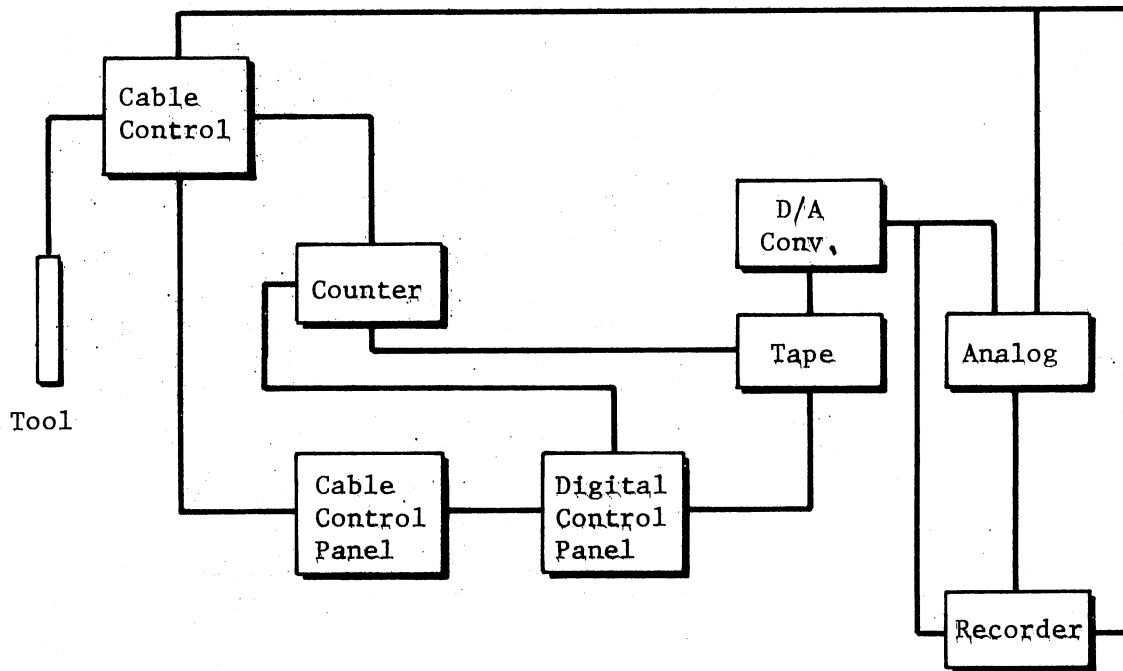 Cable
Control
D/A
Conv.
Counter
Tape
Analog
Tool
Cable
Control
Panel
Digital
Control
Panel
Recorder